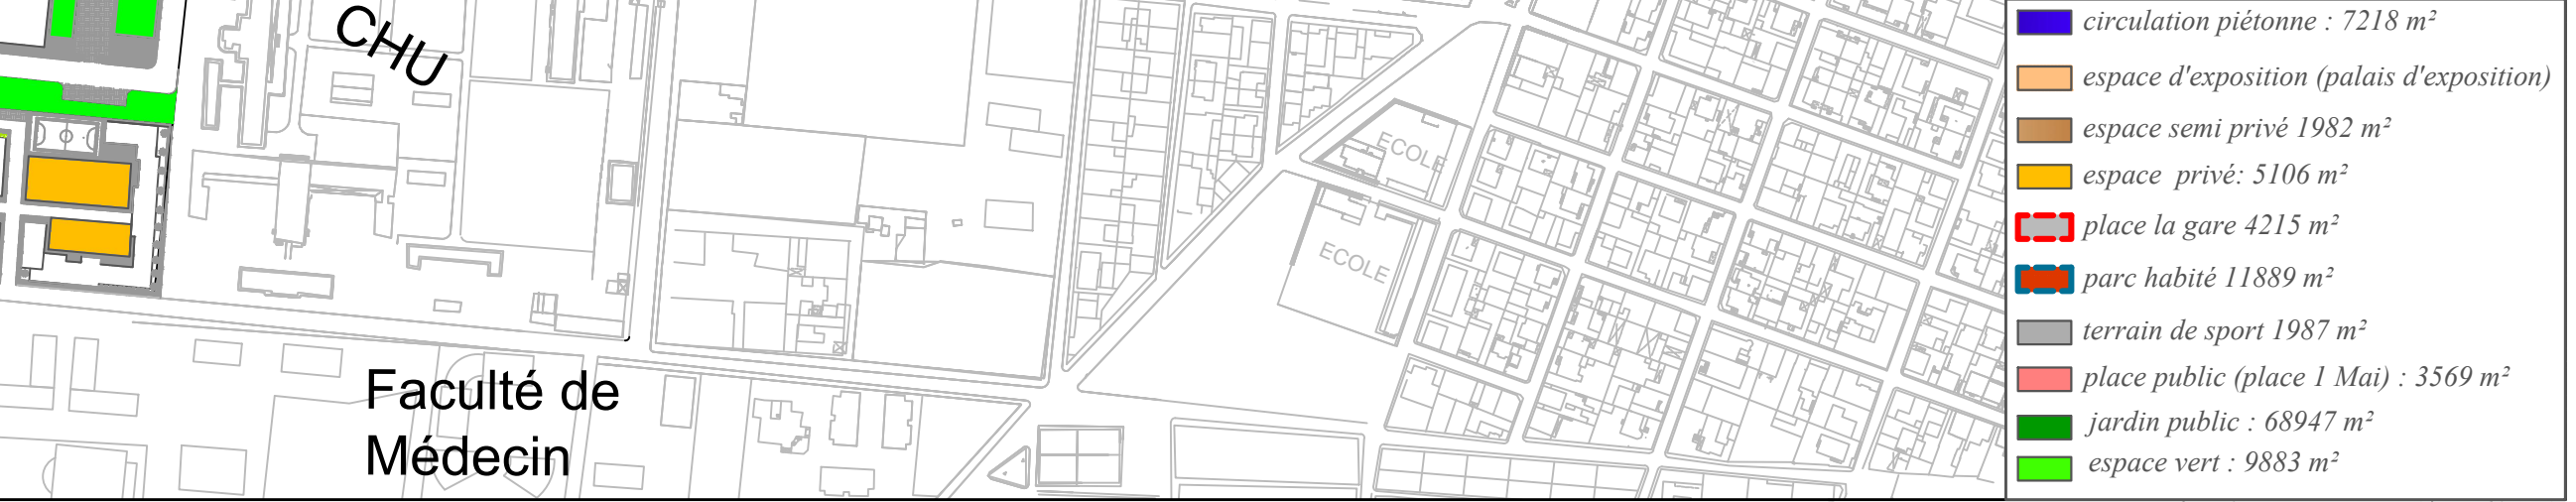 CHU
ECOLE
ECOLE
Faculté de
Médecin
circulation piétonne : 7218 m²
espace d'exposition (palais d'exposition)
espace semi privé 1982 m²
espace privé: 5106 m²
place la gare 4215 m²
parc habité 11889 m²
terrain de sport 1987 m²
place public (place 1 Mai) : 3569 m²
jardin public : 68947 m²
espace vert : 9883 m²